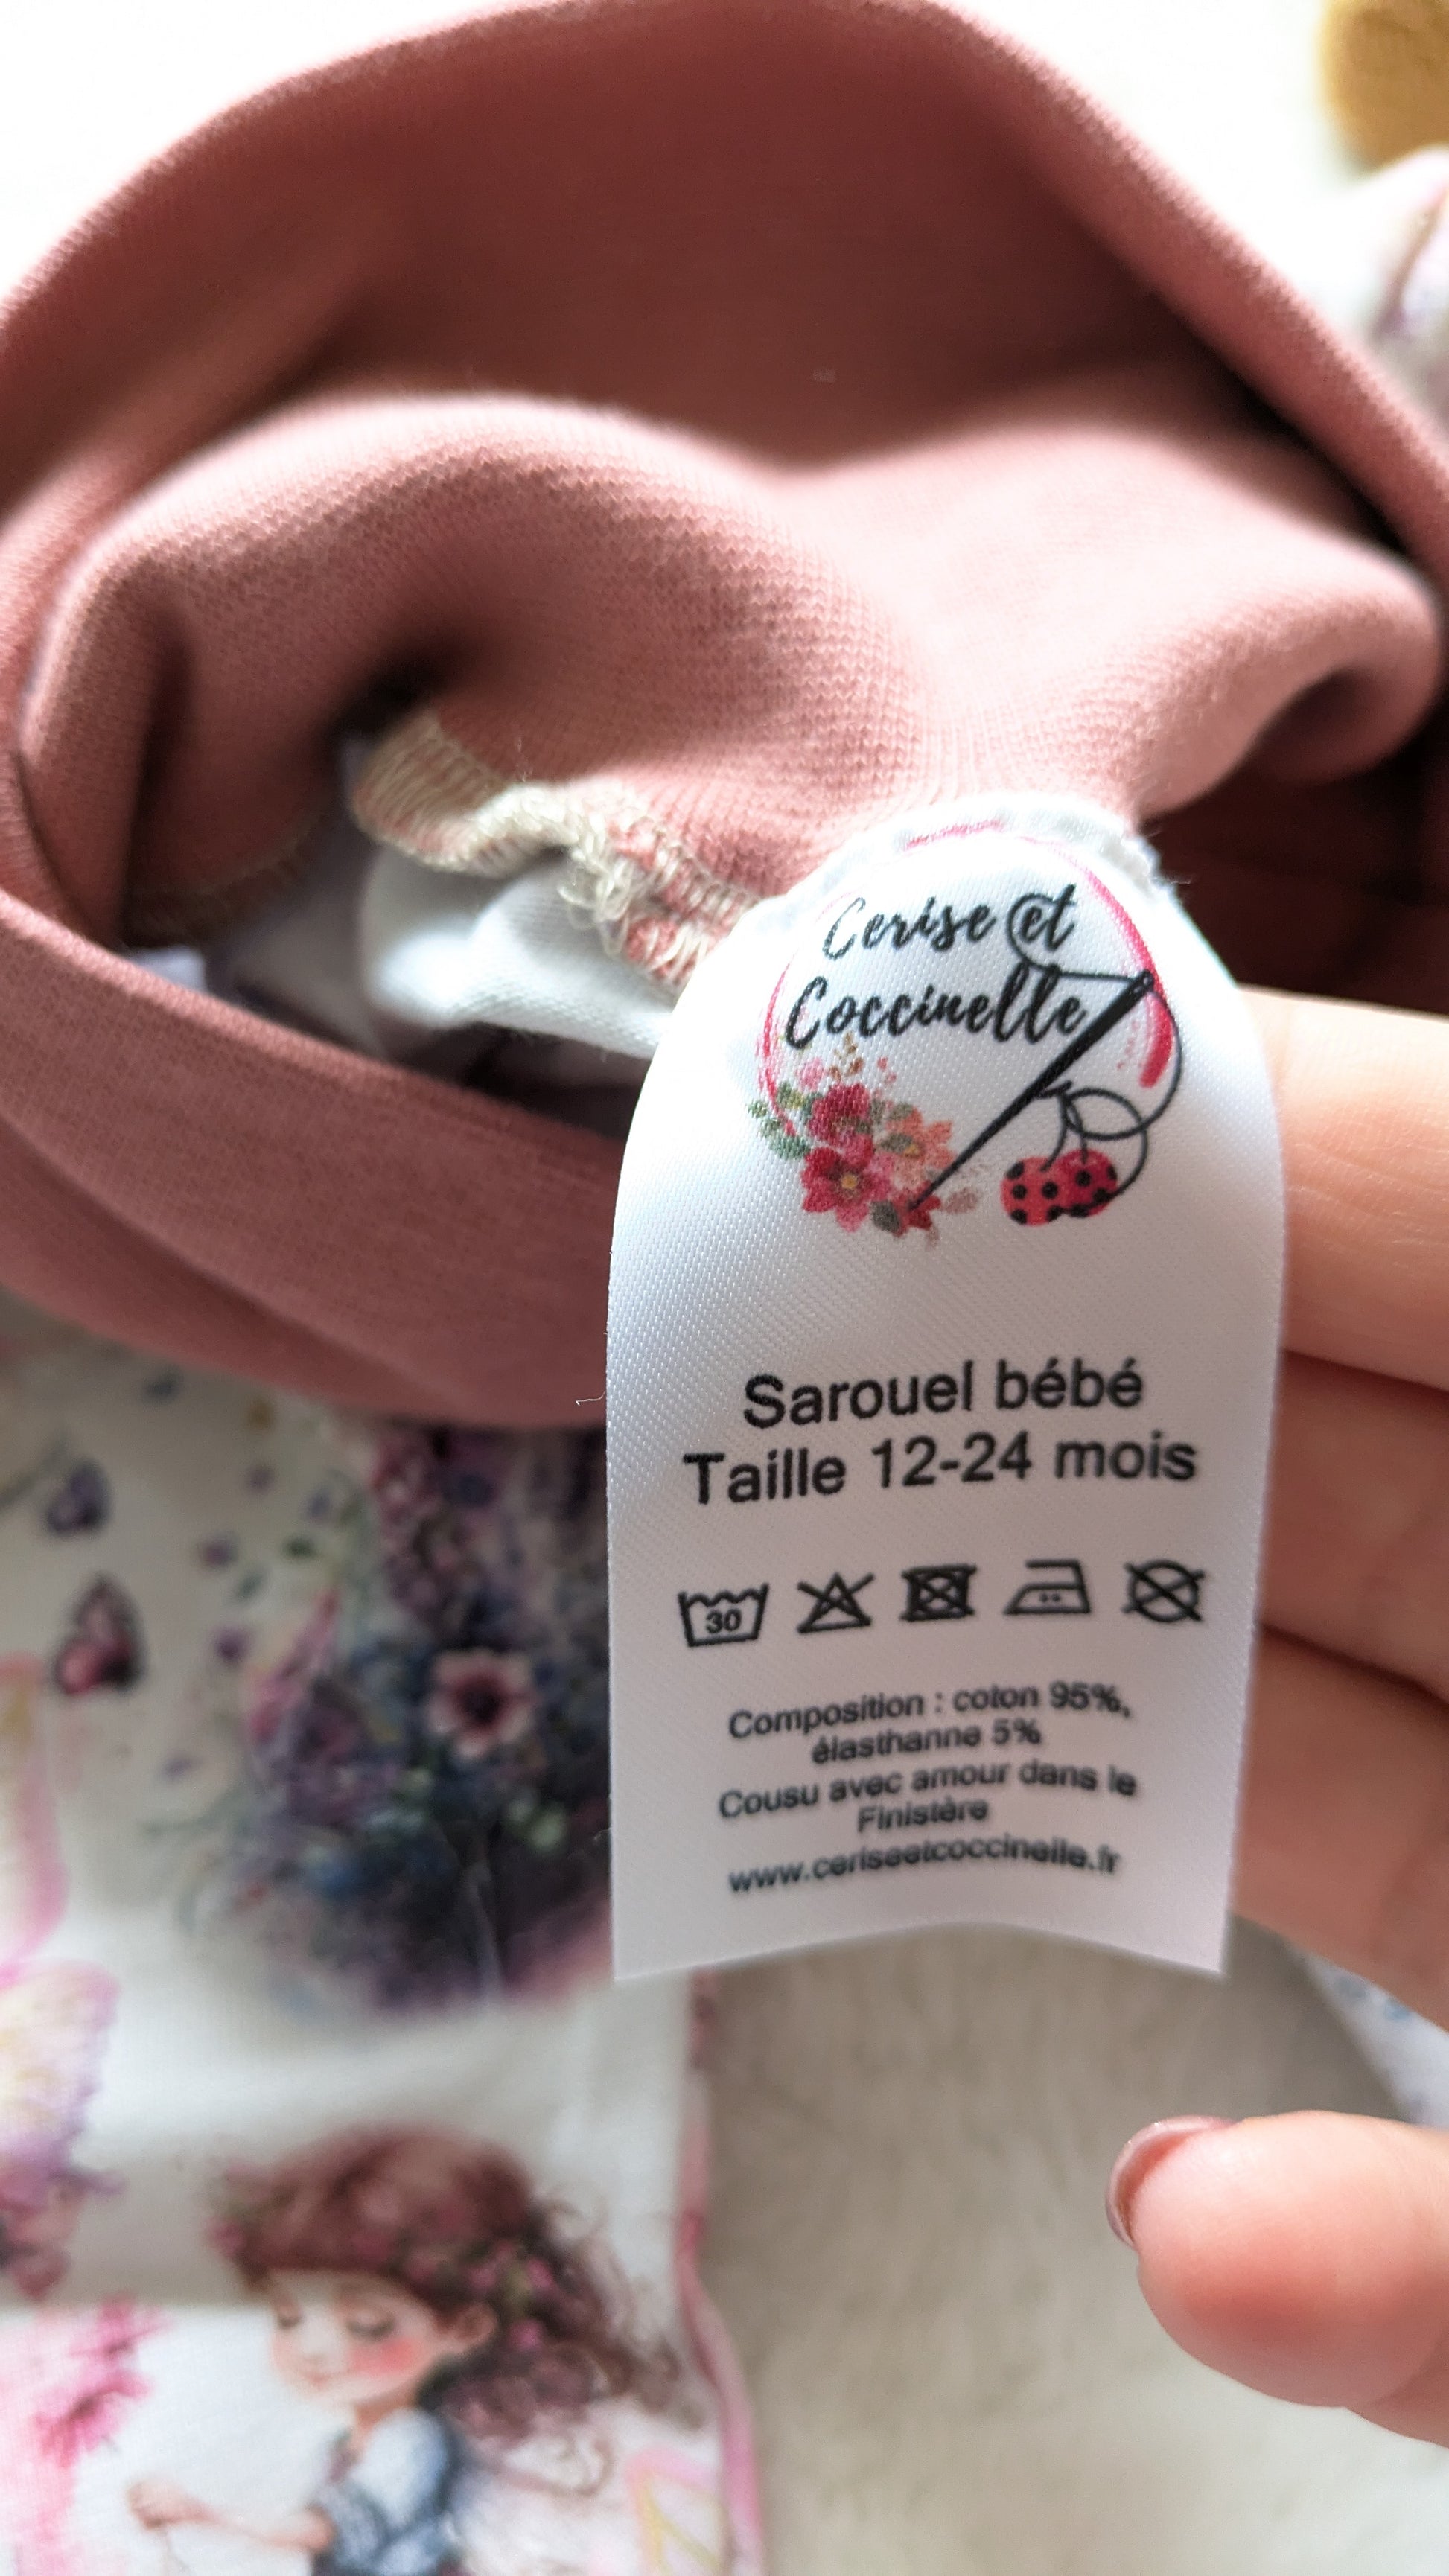 Cerise et
Coccinelle
Sarouel bébé
Taille 12-24 mois
30
Composition : coton 95%,
élasthanne 5%
Cousu avec amour dans le
Finistère
www.ceriseetcoccinelle.fr